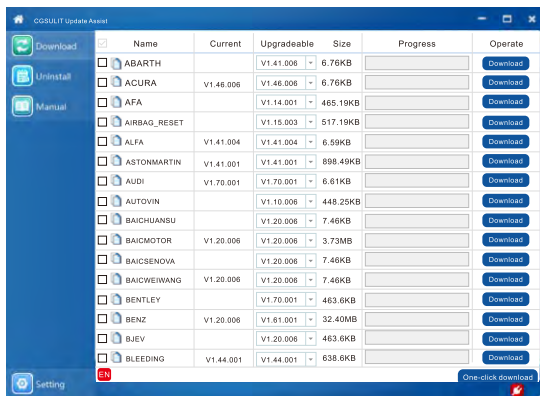 CGSULIT Update Assist
Download
Uninstall
Manual
Name Current Upgradeable Size Progress Operate
ABARTH V1.41.006 6.76KB Download
ACURA V1.46.006 V1.46.006 6.76KB Download
AFA V1.14.001 465.19KB Download
AIRBAG_RESET V1.15.003 517.19KB Download
ALFA V1.41.004 V1.41.004 6.59KB Download
ASTONMARTIN V1.41.001 V1.41.001 898.49KB Download
AUDI V1.70.001 V1.70.001 6.61KB Download
AUTOVIN V1.10.006 448.25KB Download
BAICHUANSU V1.20.006 7.46KB Download
BAICMOTOR V1.20.006 V1.20.006 3.73MB Download
BAICSENOVA V1.20.006 7.46KB Download
BAICWEIWANG V1.20.006 V1.20.006 7.46KB Download
BENTLEY V1.70.001 463.6KB Download
BENZ V1.20.006 V1.61.001 32.40MB Download
BJEV V1.20.006 463.6KB Download
BLEEDING V1.44.001 V1.44.001 638.6KB Download
EN
One-click download
Setting